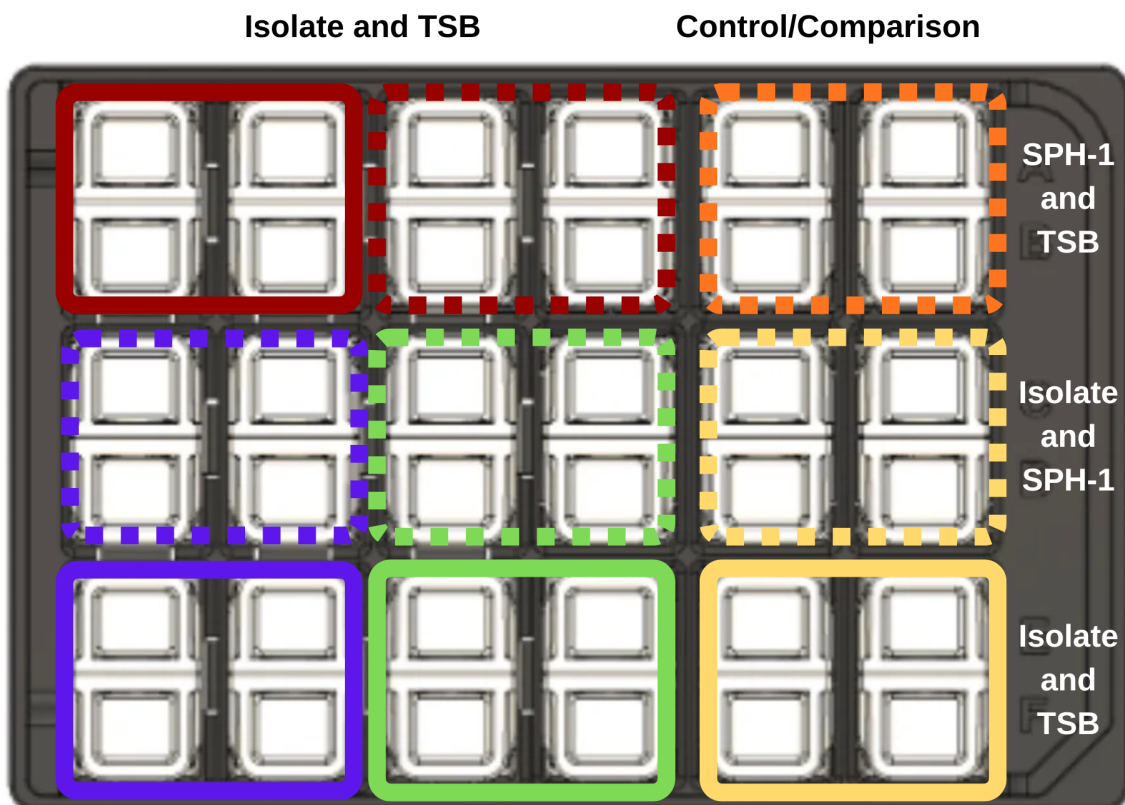 Isolate and TSB
Control/Comparison
SPH-1
and
TSB
Isolate
and
SPH-1
Isolate
and
TSB